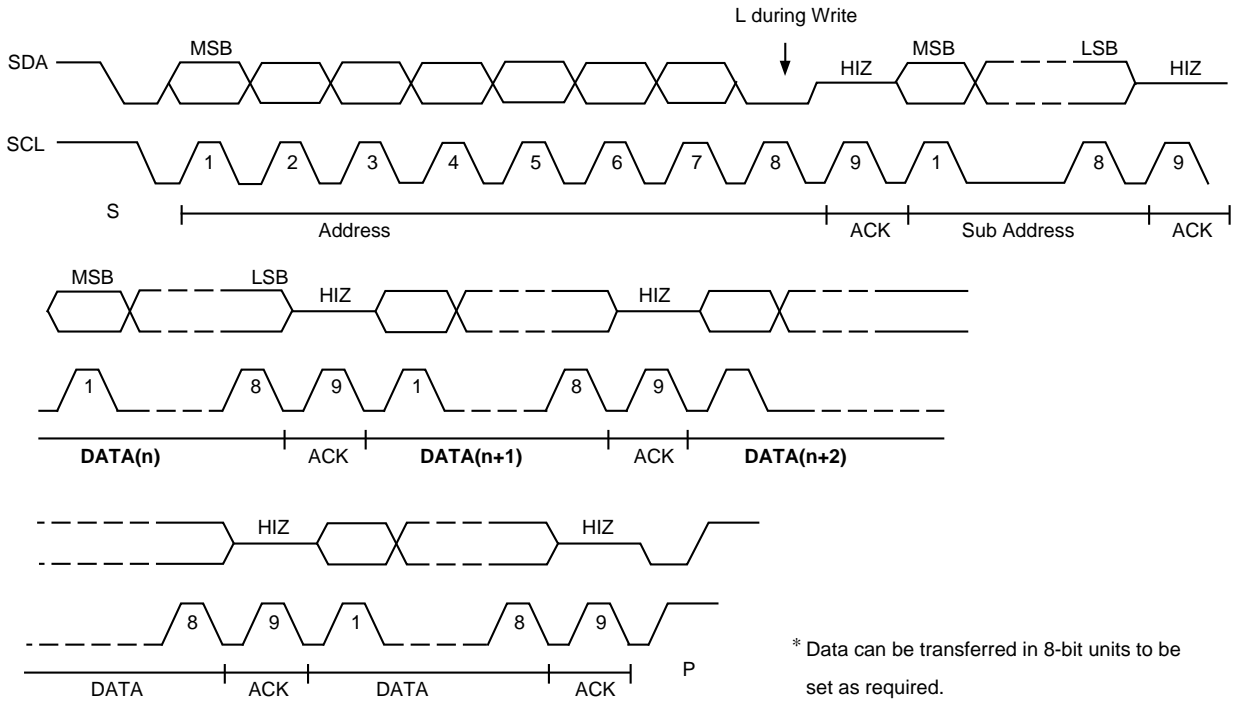 L during Write
SDA MSB HIZ MSB LSB HIZ
SCL 1 2 3 4 5 6 7 8 9 1 8 9
S Address ACK Sub Address ACK
MSB LSB HIZ HIZ
1 8 9 1 8 9
DATA(n) ACK DATA(n+1) ACK DATA(n+2)
HIZ HIZ
8 9 1 8 9
DATA ACK DATA ACK P
* Data can be transferred in 8-bit units to be
set as required.